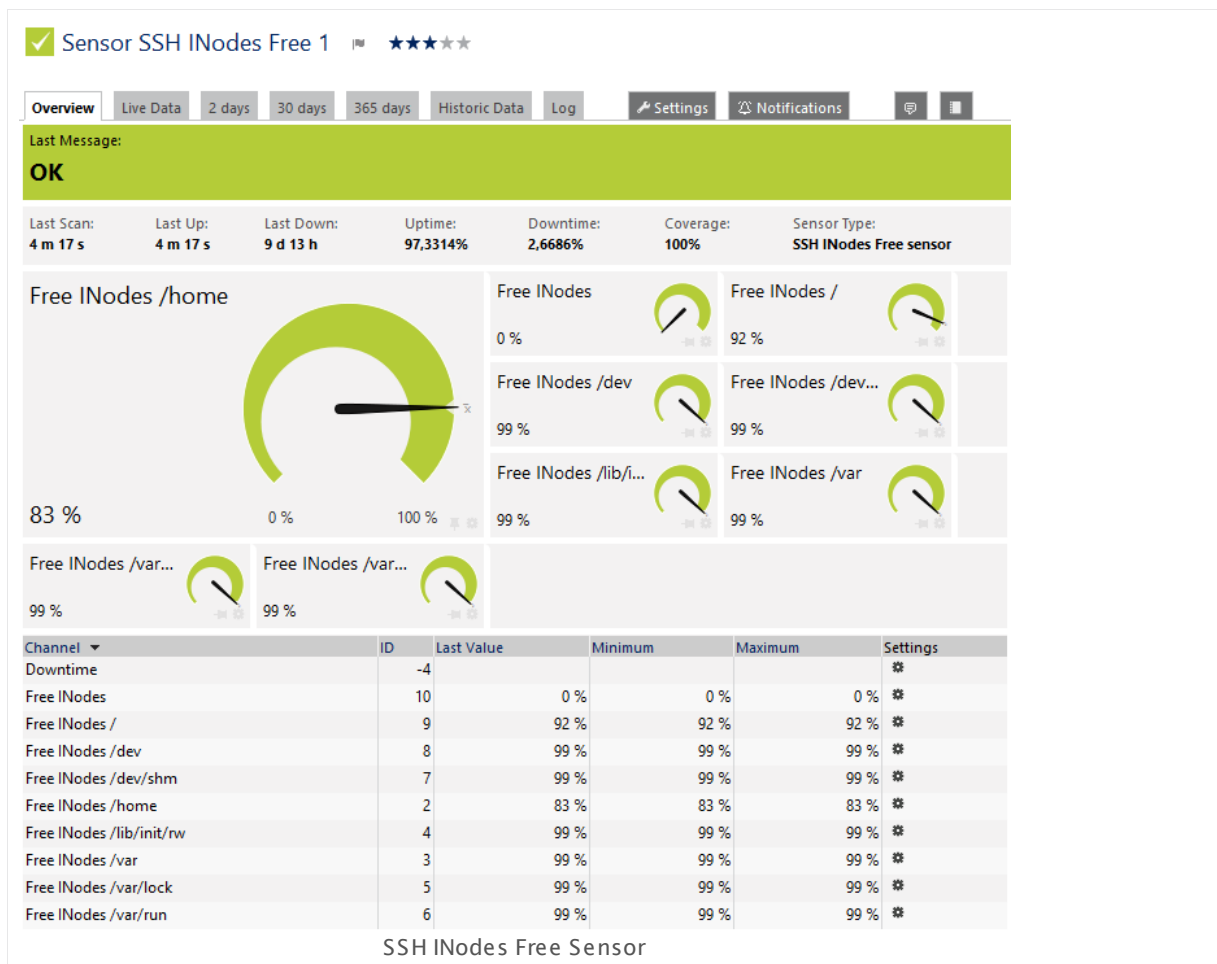 Sensor SSH INodes Free 1
Overview Live Data 2 days 30 days 365 days Historic Data Log Settings Notifications
Last Message:
OK
Last Scan: Last Up: Last Down: Uptime: Downtime: Coverage: Sensor Type:
4 m 17 s 4 m 17 s 9 d 13 h 97,3314% 2,6686% 100% SSH INodes Free sensor
Free INodes /home
83 %
0 % 100 %
Free INodes
0 %
Free INodes /
92 %
Free INodes /dev
99 %
Free INodes /dev...
99 %
Free INodes /lib/i...
99 %
Free INodes /var
99 %
Free INodes /var...
99 %
Free INodes /var...
99 %
Channel ID Last Value Minimum Maximum Settings
Downtime -4
Free INodes 10 0 % 0 % 0 %
Free INodes / 9 92 % 92 % 92 %
Free INodes /dev 8 99 % 99 % 99 %
Free INodes /dev/shm 7 99 % 99 % 99 %
Free INodes /home 2 83 % 83 % 83 %
Free INodes /lib/init/rw 4 99 % 99 % 99 %
Free INodes /var 3 99 % 99 % 99 %
Free INodes /var/lock 5 99 % 99 % 99 %
Free INodes /var/run 6 99 % 99 % 99 %
SSH INodes Free Sensor